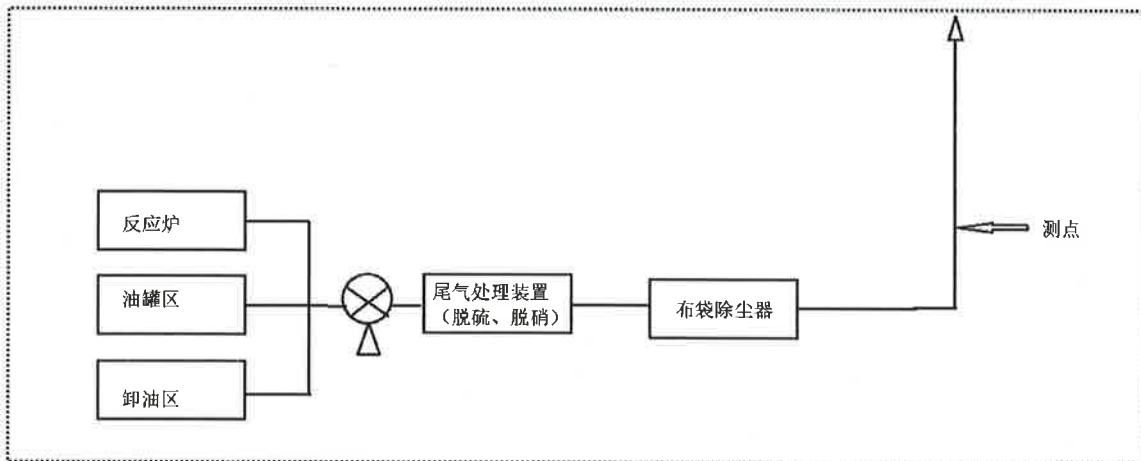 反应炉
测点
油罐区
尾气处理装置
（脱硫、脱硝）
布袋除尘器
卸油区